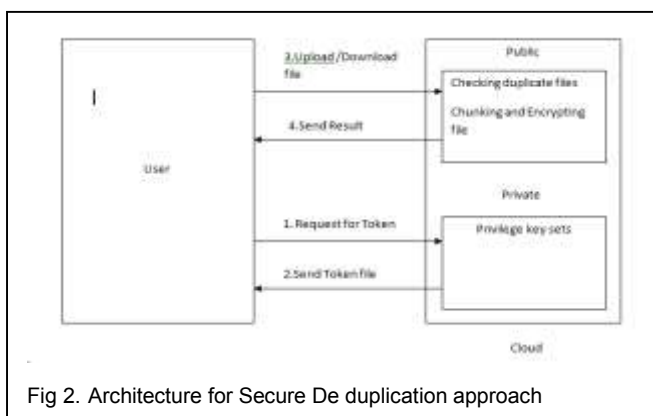 Public
3.Upload/Download
file
Checking duplicate files
Chunking and Encrypting
file
4.Send Result
User
Private
1. Request for Token
Privilege key sets
2.Send Token file
Cloud
Fig 2. Architecture for Secure De duplication approach